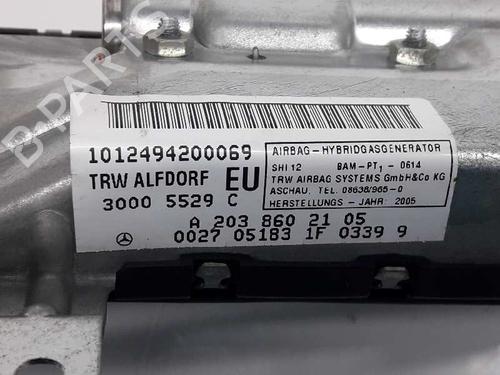 B-PARTS
1012494200069
TRW ALFDORF EU
3000 5529 C
AIRBAG-HYBRIDGASGENERATOR
SHI 12 BAM-PT1-0614
TRW AIRBAG SYSTEMS GmbH&Co KG
ASCHAU. TEL. 08638/965-0
HERSTELLUNGS-JAHR: 2005
A 203 860 21 05
0027 05183 1F 0339 9